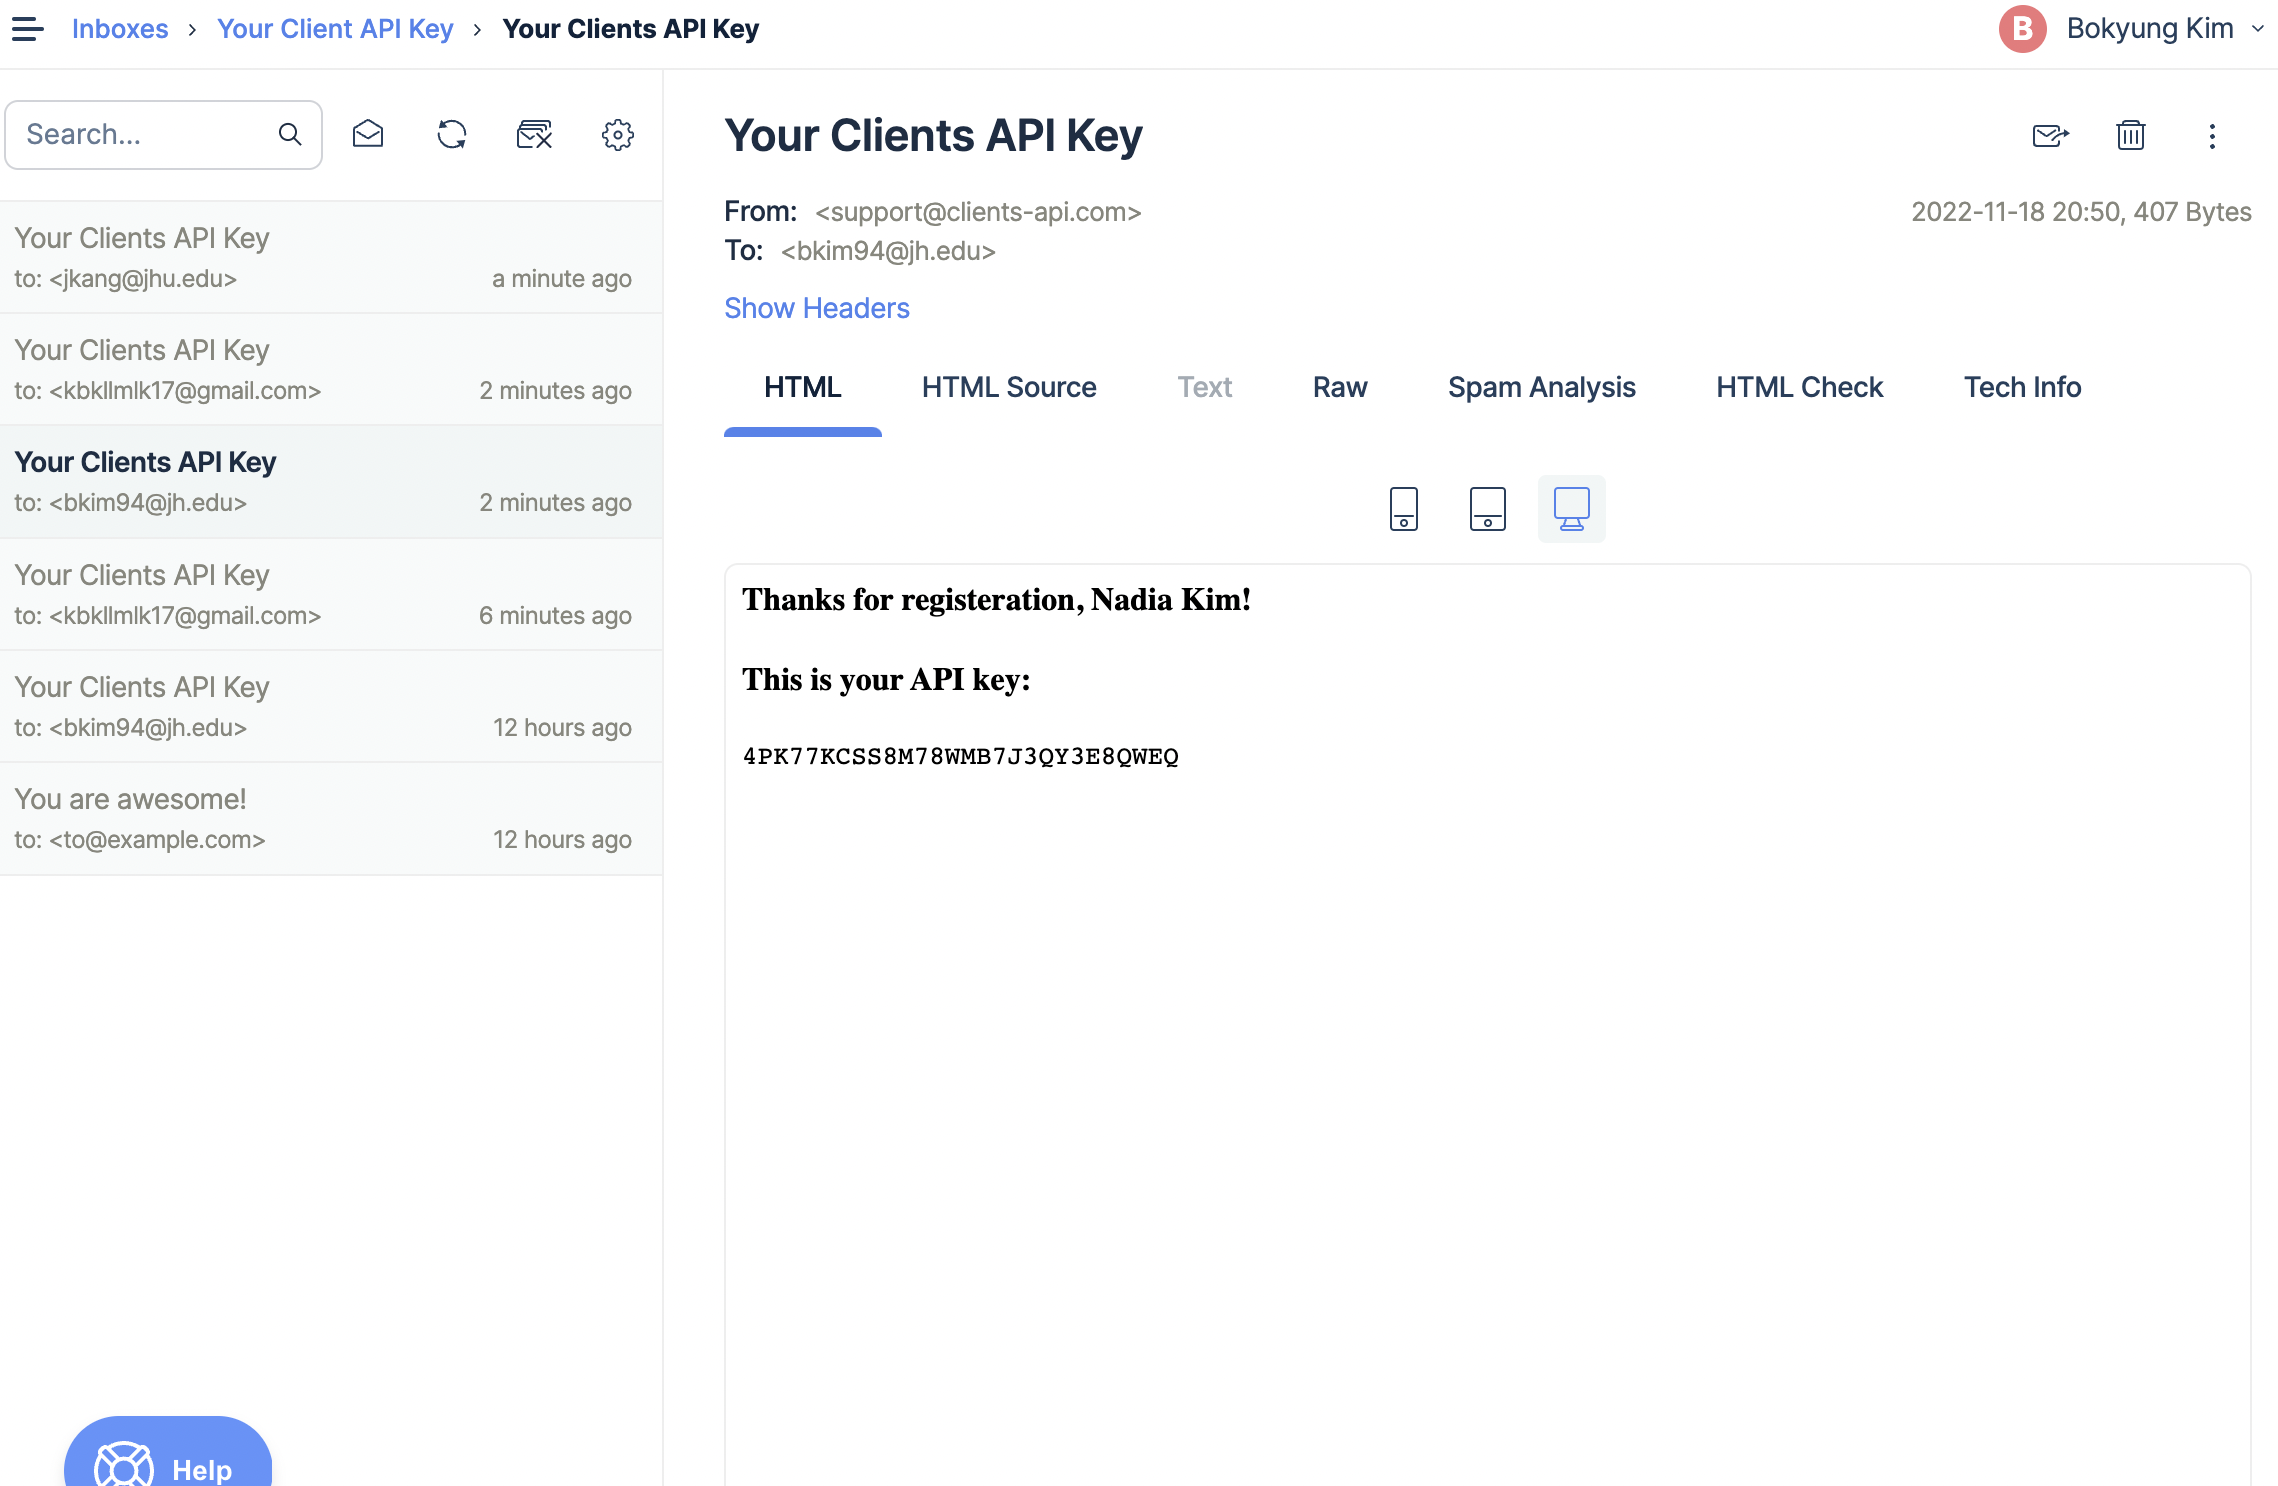 Inboxes › Your Client API Key › Your Clients API Key
B Bokyung Kim
Search...
Your Clients API Key
to: <jkang@jhu.edu> a minute ago
Your Clients API Key
to: <kbkllmlk17@gmail.com> 2 minutes ago
Your Clients API Key
to: <bkim94@jh.edu> 2 minutes ago
Your Clients API Key
to: <kbkllmlk17@gmail.com> 6 minutes ago
Your Clients API Key
to: <bkim94@jh.edu> 12 hours ago
You are awesome!
to: <to@example.com> 12 hours ago
Help
Your Clients API Key
From: <support@clients-api.com> 2022-11-18 20:50, 407 Bytes
To: <bkim94@jh.edu>
Show Headers
HTML HTML Source Text Raw Spam Analysis HTML Check Tech Info
Thanks for registeration, Nadia Kim!
This is your API key:
4PK77KCSS8M78WMB7J3QY3E8QWEQ